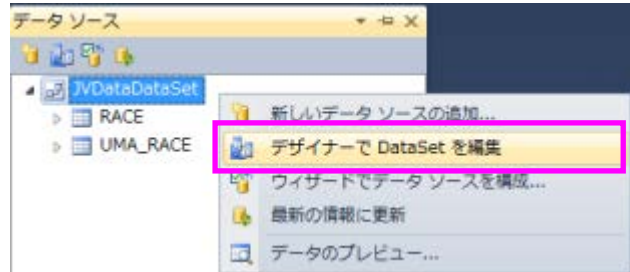 データ ソース
JVDataDataSet
RACE
UMA_RACE
新しいデータ ソースの追加...
デザイナーで DataSet を編集
ウィザードでデータ ソースを構成...
最新の情報に更新
データのプレビュー...